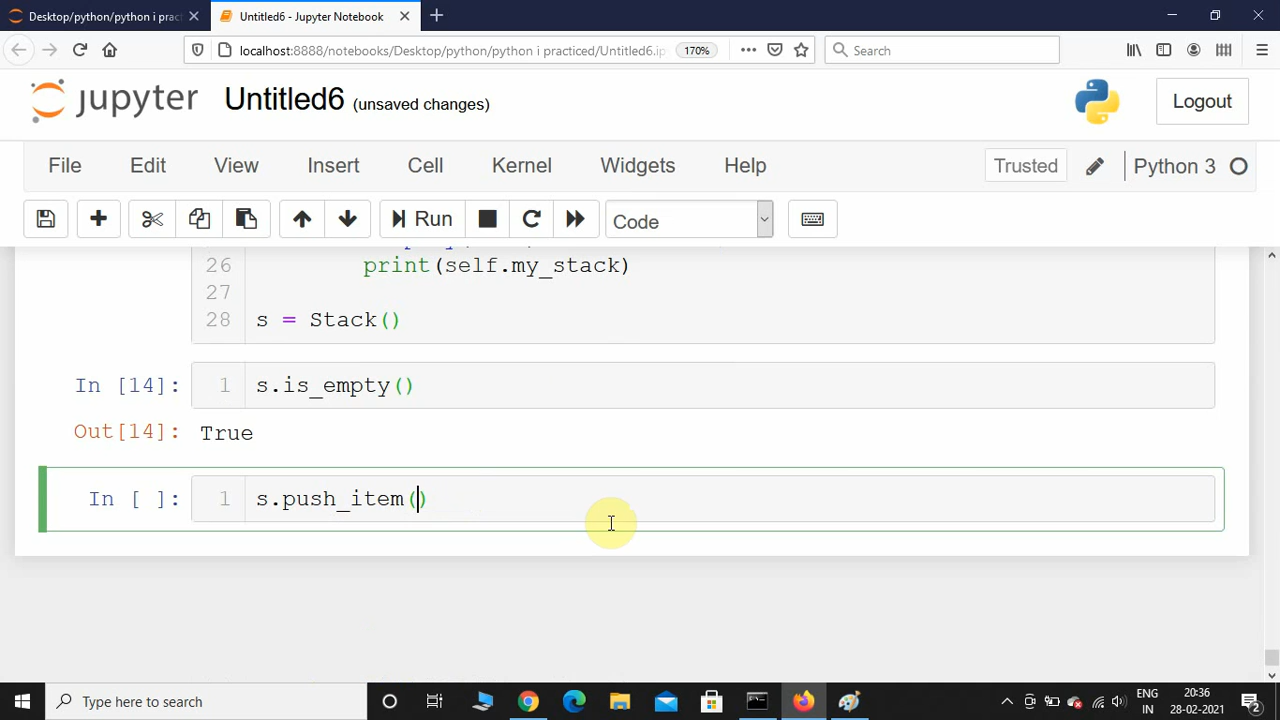 Desktop/python/python i pract
Untitled6 - Jupyter Notebook
localhost:8888/notebooks/Desktop/python/python i practiced/Untitled6.ip
170%
Search
jupyter Untitled6 (unsaved changes)
Logout
File Edit View Insert Cell Kernel Widgets Help
Trusted Python 3
Run Code
26 print(self.my_stack)
27
28 s = Stack()
In [14]: 1 s.is_empty()
Out[14]: True
In [ ]: 1 s.push_item()
Type here to search
ENG 20:36
IN 28-02-2021
2